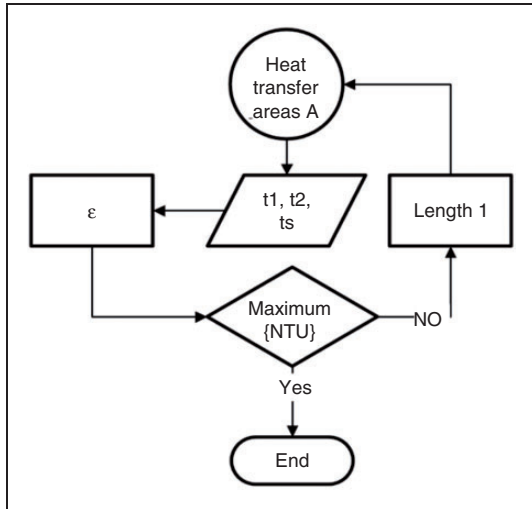 Heat
transfer
areas A
t1, t2,
ts
ε
Length 1
Maximum
{NTU}
NO
Yes
End